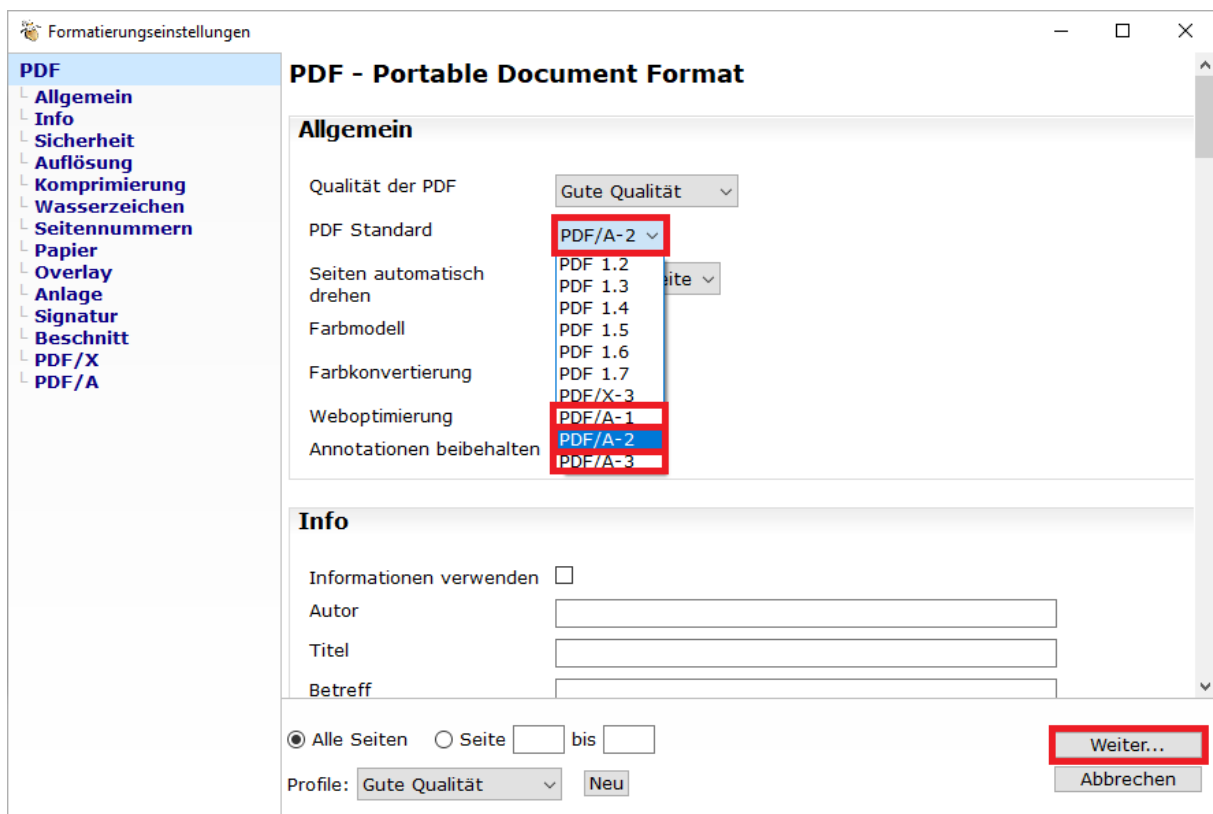 Formatierungseinstellungen
PDF
Allgemein
Info
Sicherheit
Auflösung
Komprimierung
Wasserzeichen
Seitennummern
Papier
Overlay
Anlage
Signatur
Beschnitt
PDF/X
PDF/A
PDF - Portable Document Format
Allgemein
Qualität der PDF Gute Qualität
PDF Standard PDF/A-2
PDF 1.2
PDF 1.3
PDF 1.4
PDF 1.5
PDF 1.6
PDF 1.7
PDF/X-3
PDF/A-1
PDF/A-2
PDF/A-3
Seiten automatisch
drehen
Farbmodell
Farbkonvertierung
Weboptimierung
Annotationen beibehalten
Info
Informationen verwenden
Autor
Titel
Betreff
Alle Seiten Seite bis
Weiter...
Profile: Gute Qualität Neu
Abbrechen